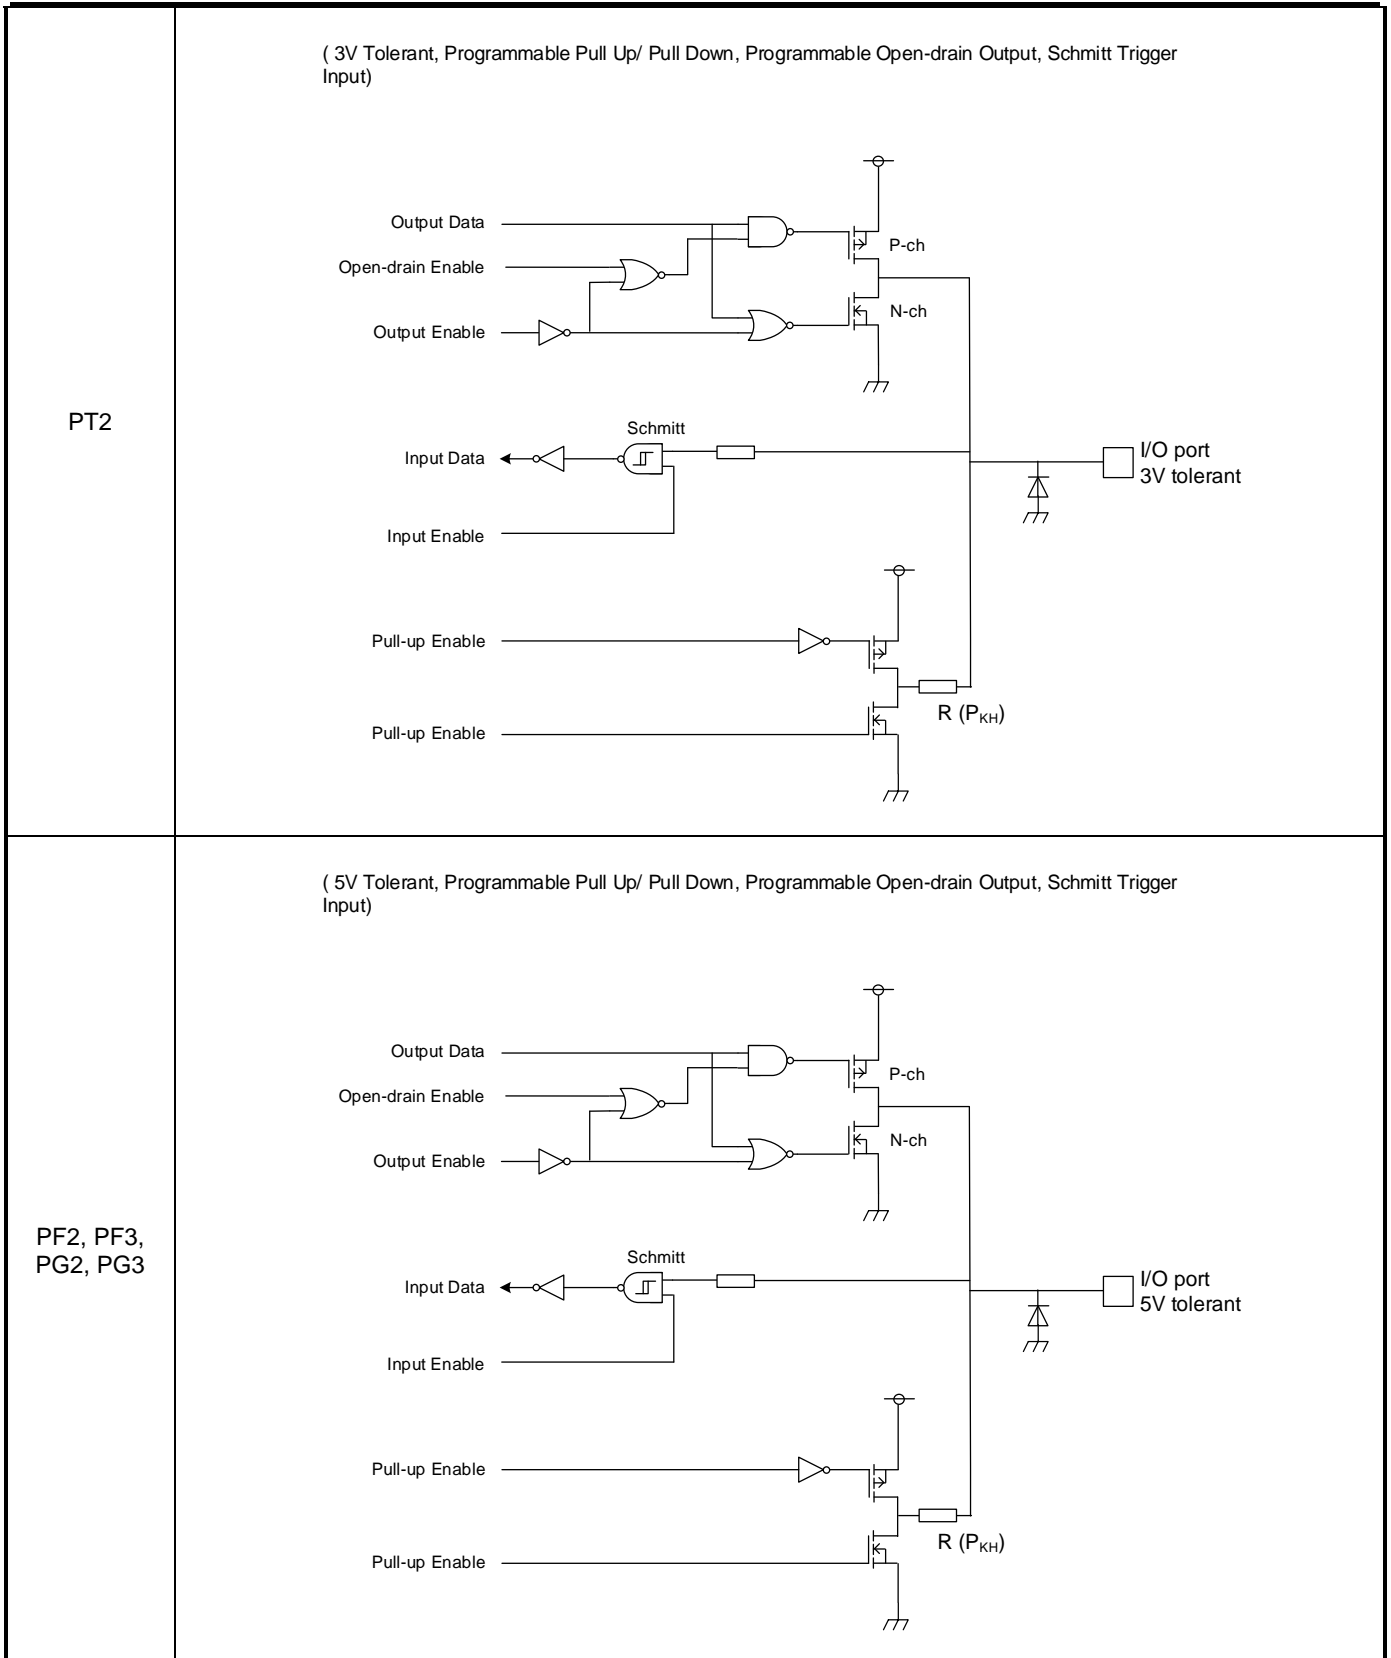 ( 3V Tolerant, Programmable Pull Up/ Pull Down, Programmable Open-drain Output, Schmitt Trigger
Input)
Output Data
P-ch
Open-drain Enable
N-ch
Output Enable
PT2
Schmitt
Input Data
I/O port
3V tolerant
Input Enable
Pull-up Enable
R (PKH)
Pull-up Enable
( 5V Tolerant, Programmable Pull Up/ Pull Down, Programmable Open-drain Output, Schmitt Trigger
Input)
Output Data
P-ch
Open-drain Enable
N-ch
Output Enable
PF2, PF3,
PG2, PG3
Schmitt
Input Data
I/O port
5V tolerant
Input Enable
Pull-up Enable
R (PKH)
Pull-up Enable